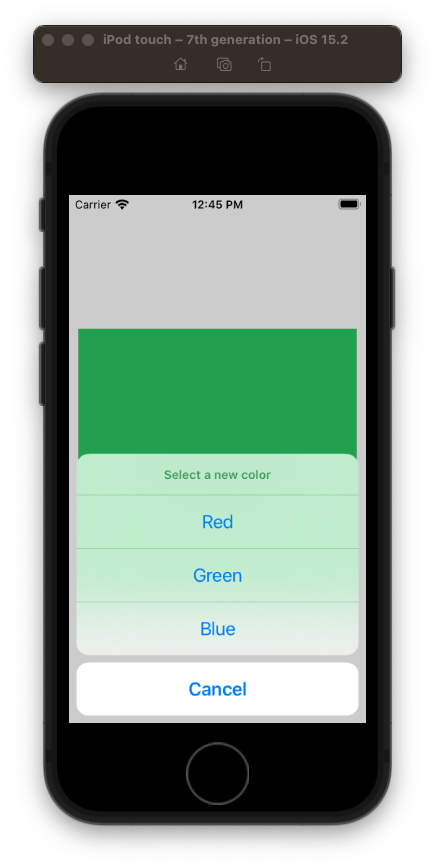 iPod touch – 7th generation – iOS 15.2
Carrier 12:45 PM
Select a new color
Red
Green
Blue
Cancel